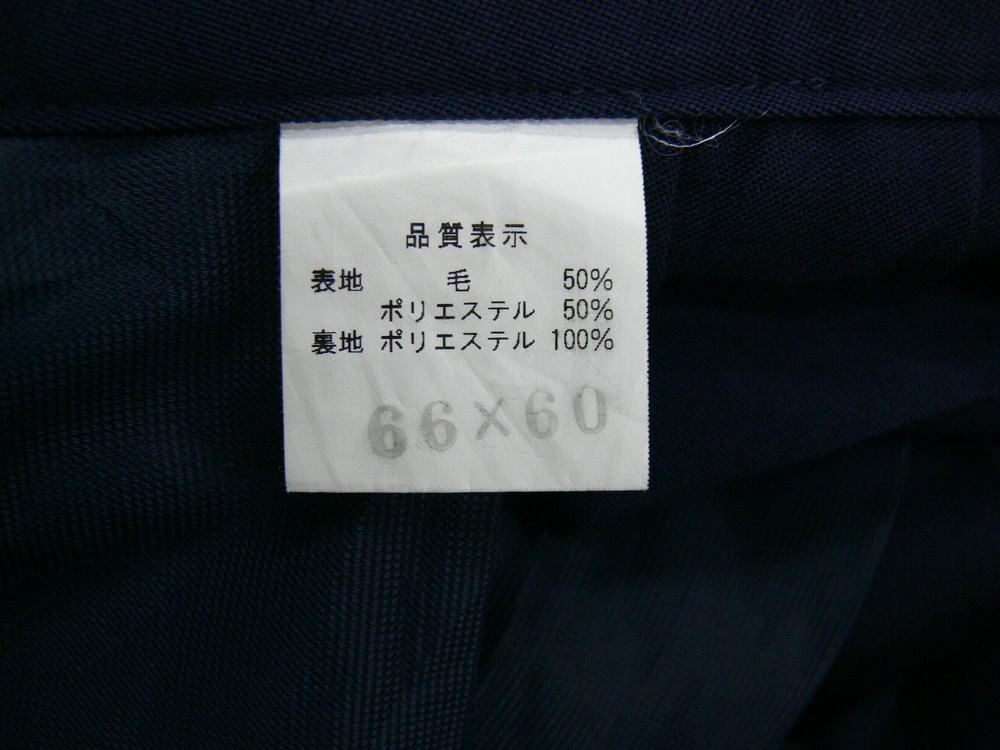 品質表示
表地 毛 50%
ポリエステル 50%
裏地 ポリエステル 100%
66×60